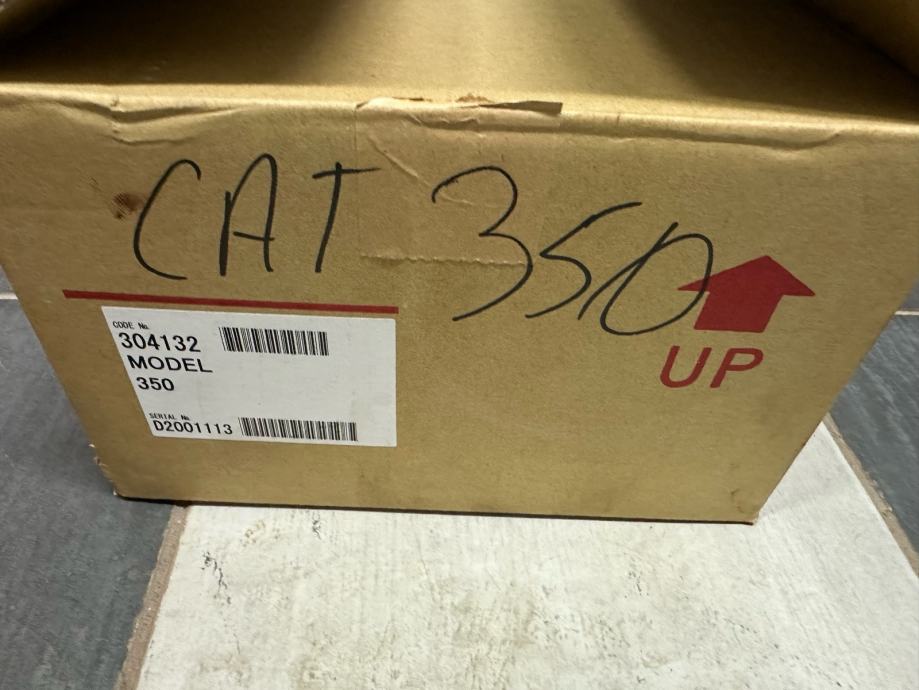 CAT 350
CODE No.
304132
MODEL
350
SERIAL No.
D2001113
UP